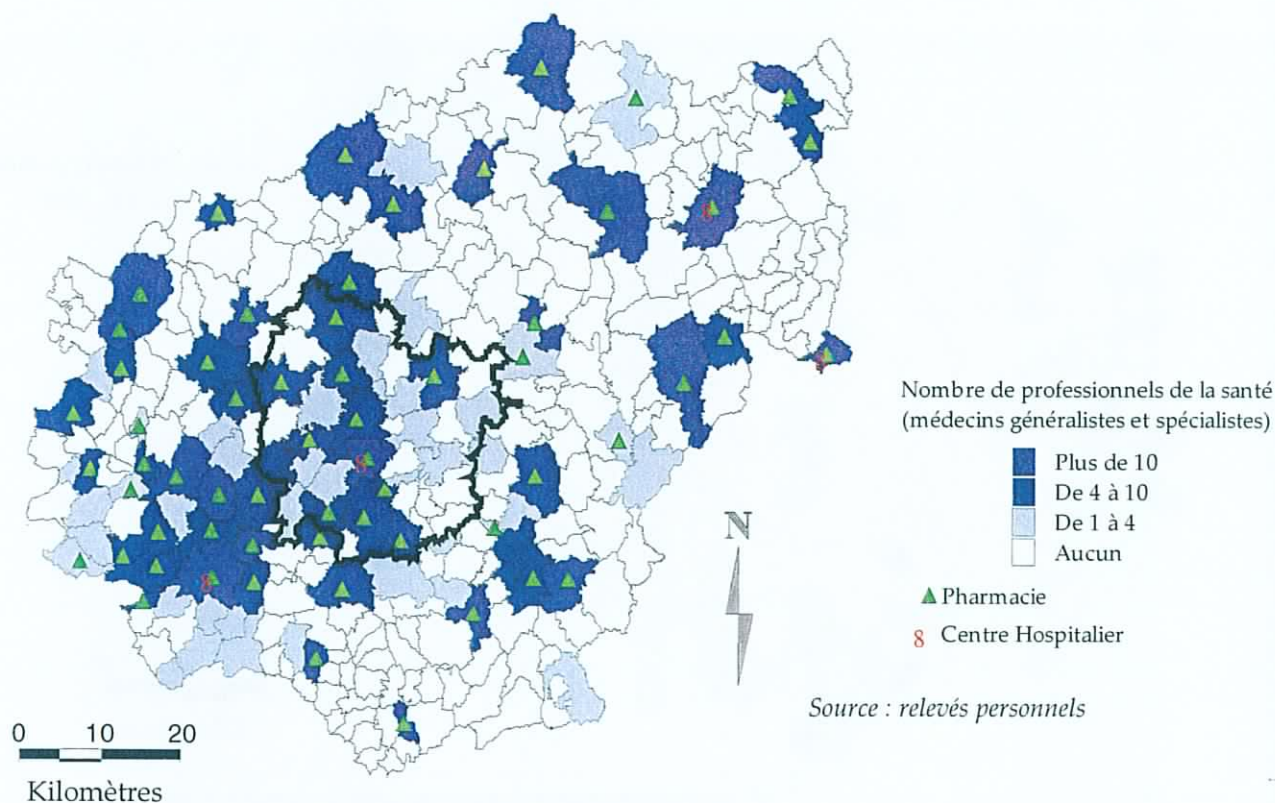 Nombre de professionnels de la santé
(médecins généralistes et spécialistes)
Plus de 10
De 4 à 10
De 1 à 4
Aucun
N
Pharmacie
8 Centre Hospitalier
Source : relevés personnels
0 10 20
Kilomètres